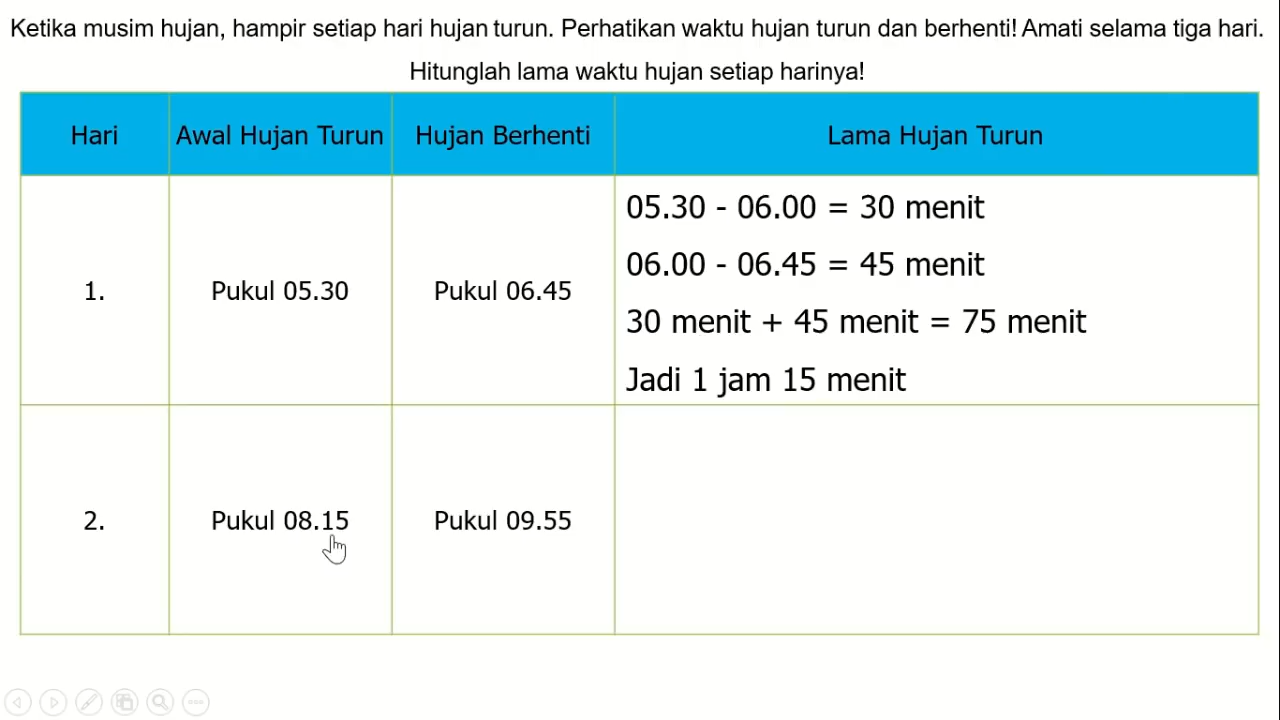 Ketika musim hujan, hampir setiap hari hujan turun. Perhatikan waktu hujan turun dan berhenti! Amati selama tiga hari.
Hitunglah lama waktu hujan setiap harinya!
Hari
Awal Hujan Turun
Hujan Berhenti
Lama Hujan Turun
1.
Pukul 05.30
Pukul 06.45
05.30 - 06.00 = 30 menit
06.00 - 06.45 = 45 menit
30 menit + 45 menit = 75 menit
Jadi 1 jam 15 menit
2.
Pukul 08.15
Pukul 09.55